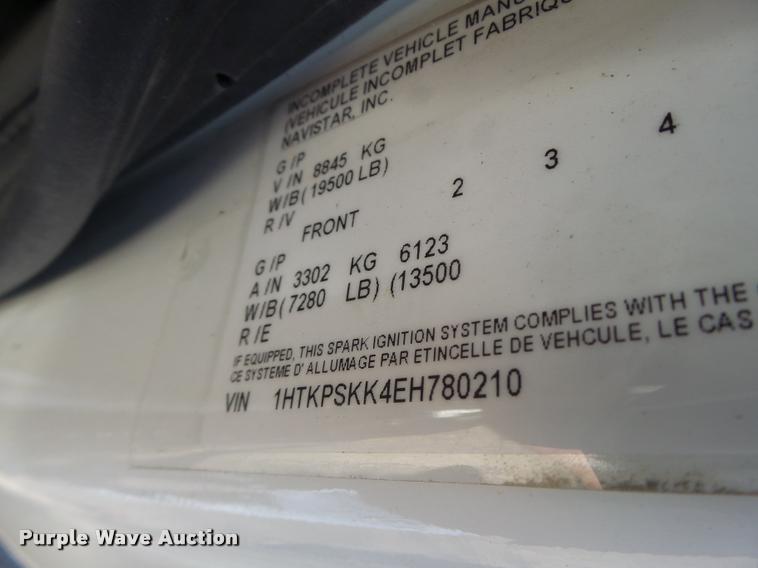 INCOMPLETE VEHICLE
(VEHICULE INCOMPLET
NAVISTAR, INC.
G /P
V /N 8845 KG
W/B (19500 LB)
R /V FRONT 2 3 4
G /P
A /N 3302 KG 6123
W/B (7280 LB) (13500
R /E
IF EQUIPPED, THIS SPARK IGNITION SYSTEM COMPLIES WITH THE
CE SYSTEME D' ALLUMAGE PAR ETINCELLE DE VEHCULE, LE CAS
VIN 1HTKPSKK4EH780210
Purple Wave Auction